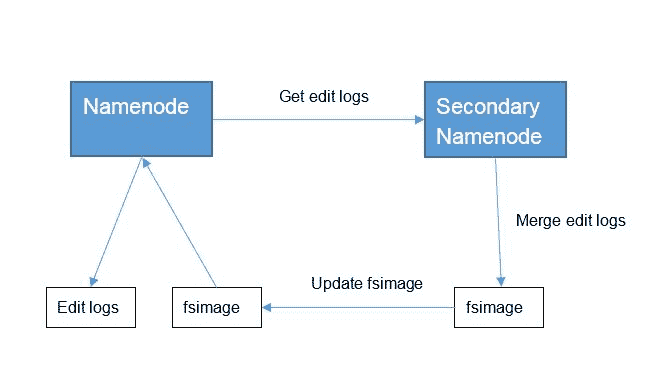 Namenode
Get edit logs
Secondary
Namenode
Merge edit logs
Update fsimage
Edit logs
fsimage
fsimage